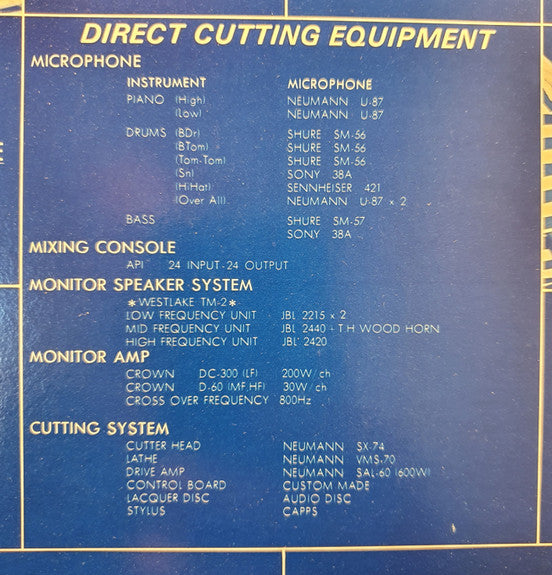 DIRECT CUTTING EQUIPMENT
MICROPHONE
INSTRUMENT MICROPHONE
PIANO (High) NEUMANN U-87
(Low) NEUMANN U-87
DRUMS (BDr) SHURE SM-56
(BTom) SHURE SM-56
(Tom-Tom) SHURE SM-56
(Sn) SONY 38A
(HiHat) SENNHEISER 421
(Over All) NEUMANN U-87 × 2
BASS SHURE SM-57
SONY 38A
MIXING CONSOLE
API 24 INPUT-24 OUTPUT
MONITOR SPEAKER SYSTEM
*WESTLAKE TM-2*
LOW FREQUENCY UNIT JBL 2215 × 2
MID FREQUENCY UNIT JBL 2440 + TH WOOD HORN
HIGH FREQUENCY UNIT JBL 2420
MONITOR AMP
CROWN DC-300 (LF) 200W/ch
CROWN D-60 (MF,HF) 30W/ch
CROSS OVER FREQUENCY 800Hz
CUTTING SYSTEM
CUTTER HEAD NEUMANN SX-74
LATHE NEUMANN VMS-70
DRIVE AMP NEUMANN SAL-60 (600W)
CONTROL BOARD CUSTOM MADE
LACQUER DISC AUDIO DISC
STYLUS CAPPS